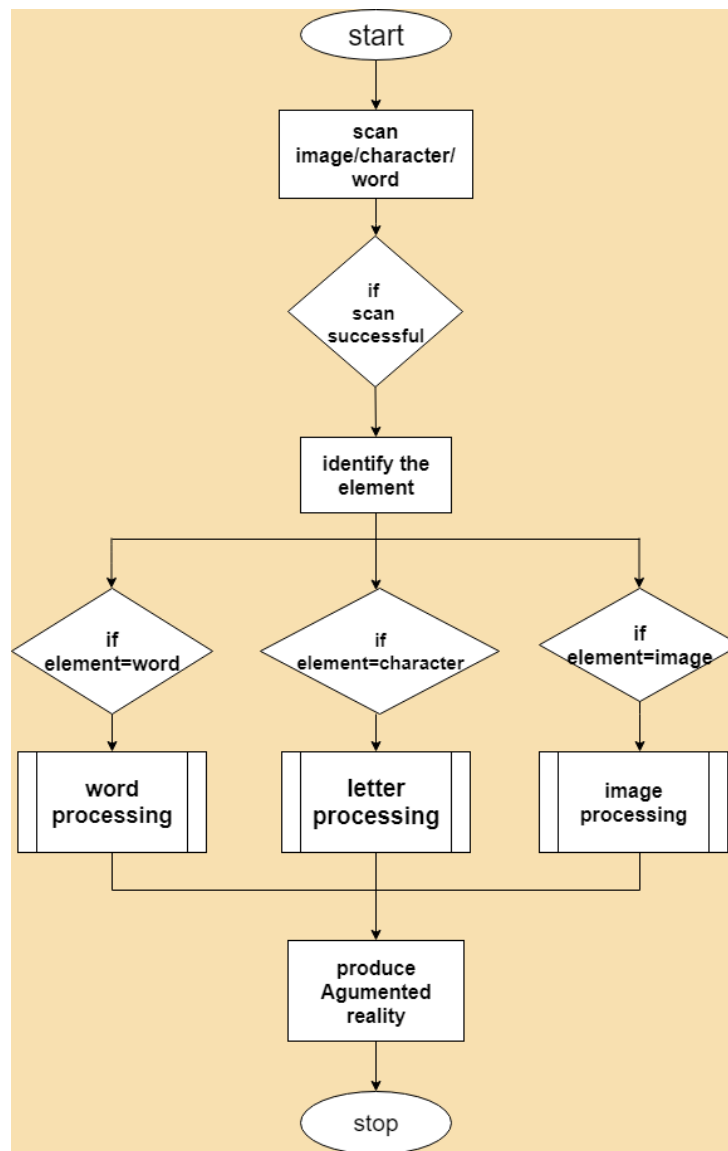 start
scan
image/character/
word
if
scan
successful
identify the
element
if
element=word
if
element=character
if
element=image
word
processing
letter
processing
image
processing
produce
Agumented
reality
stop